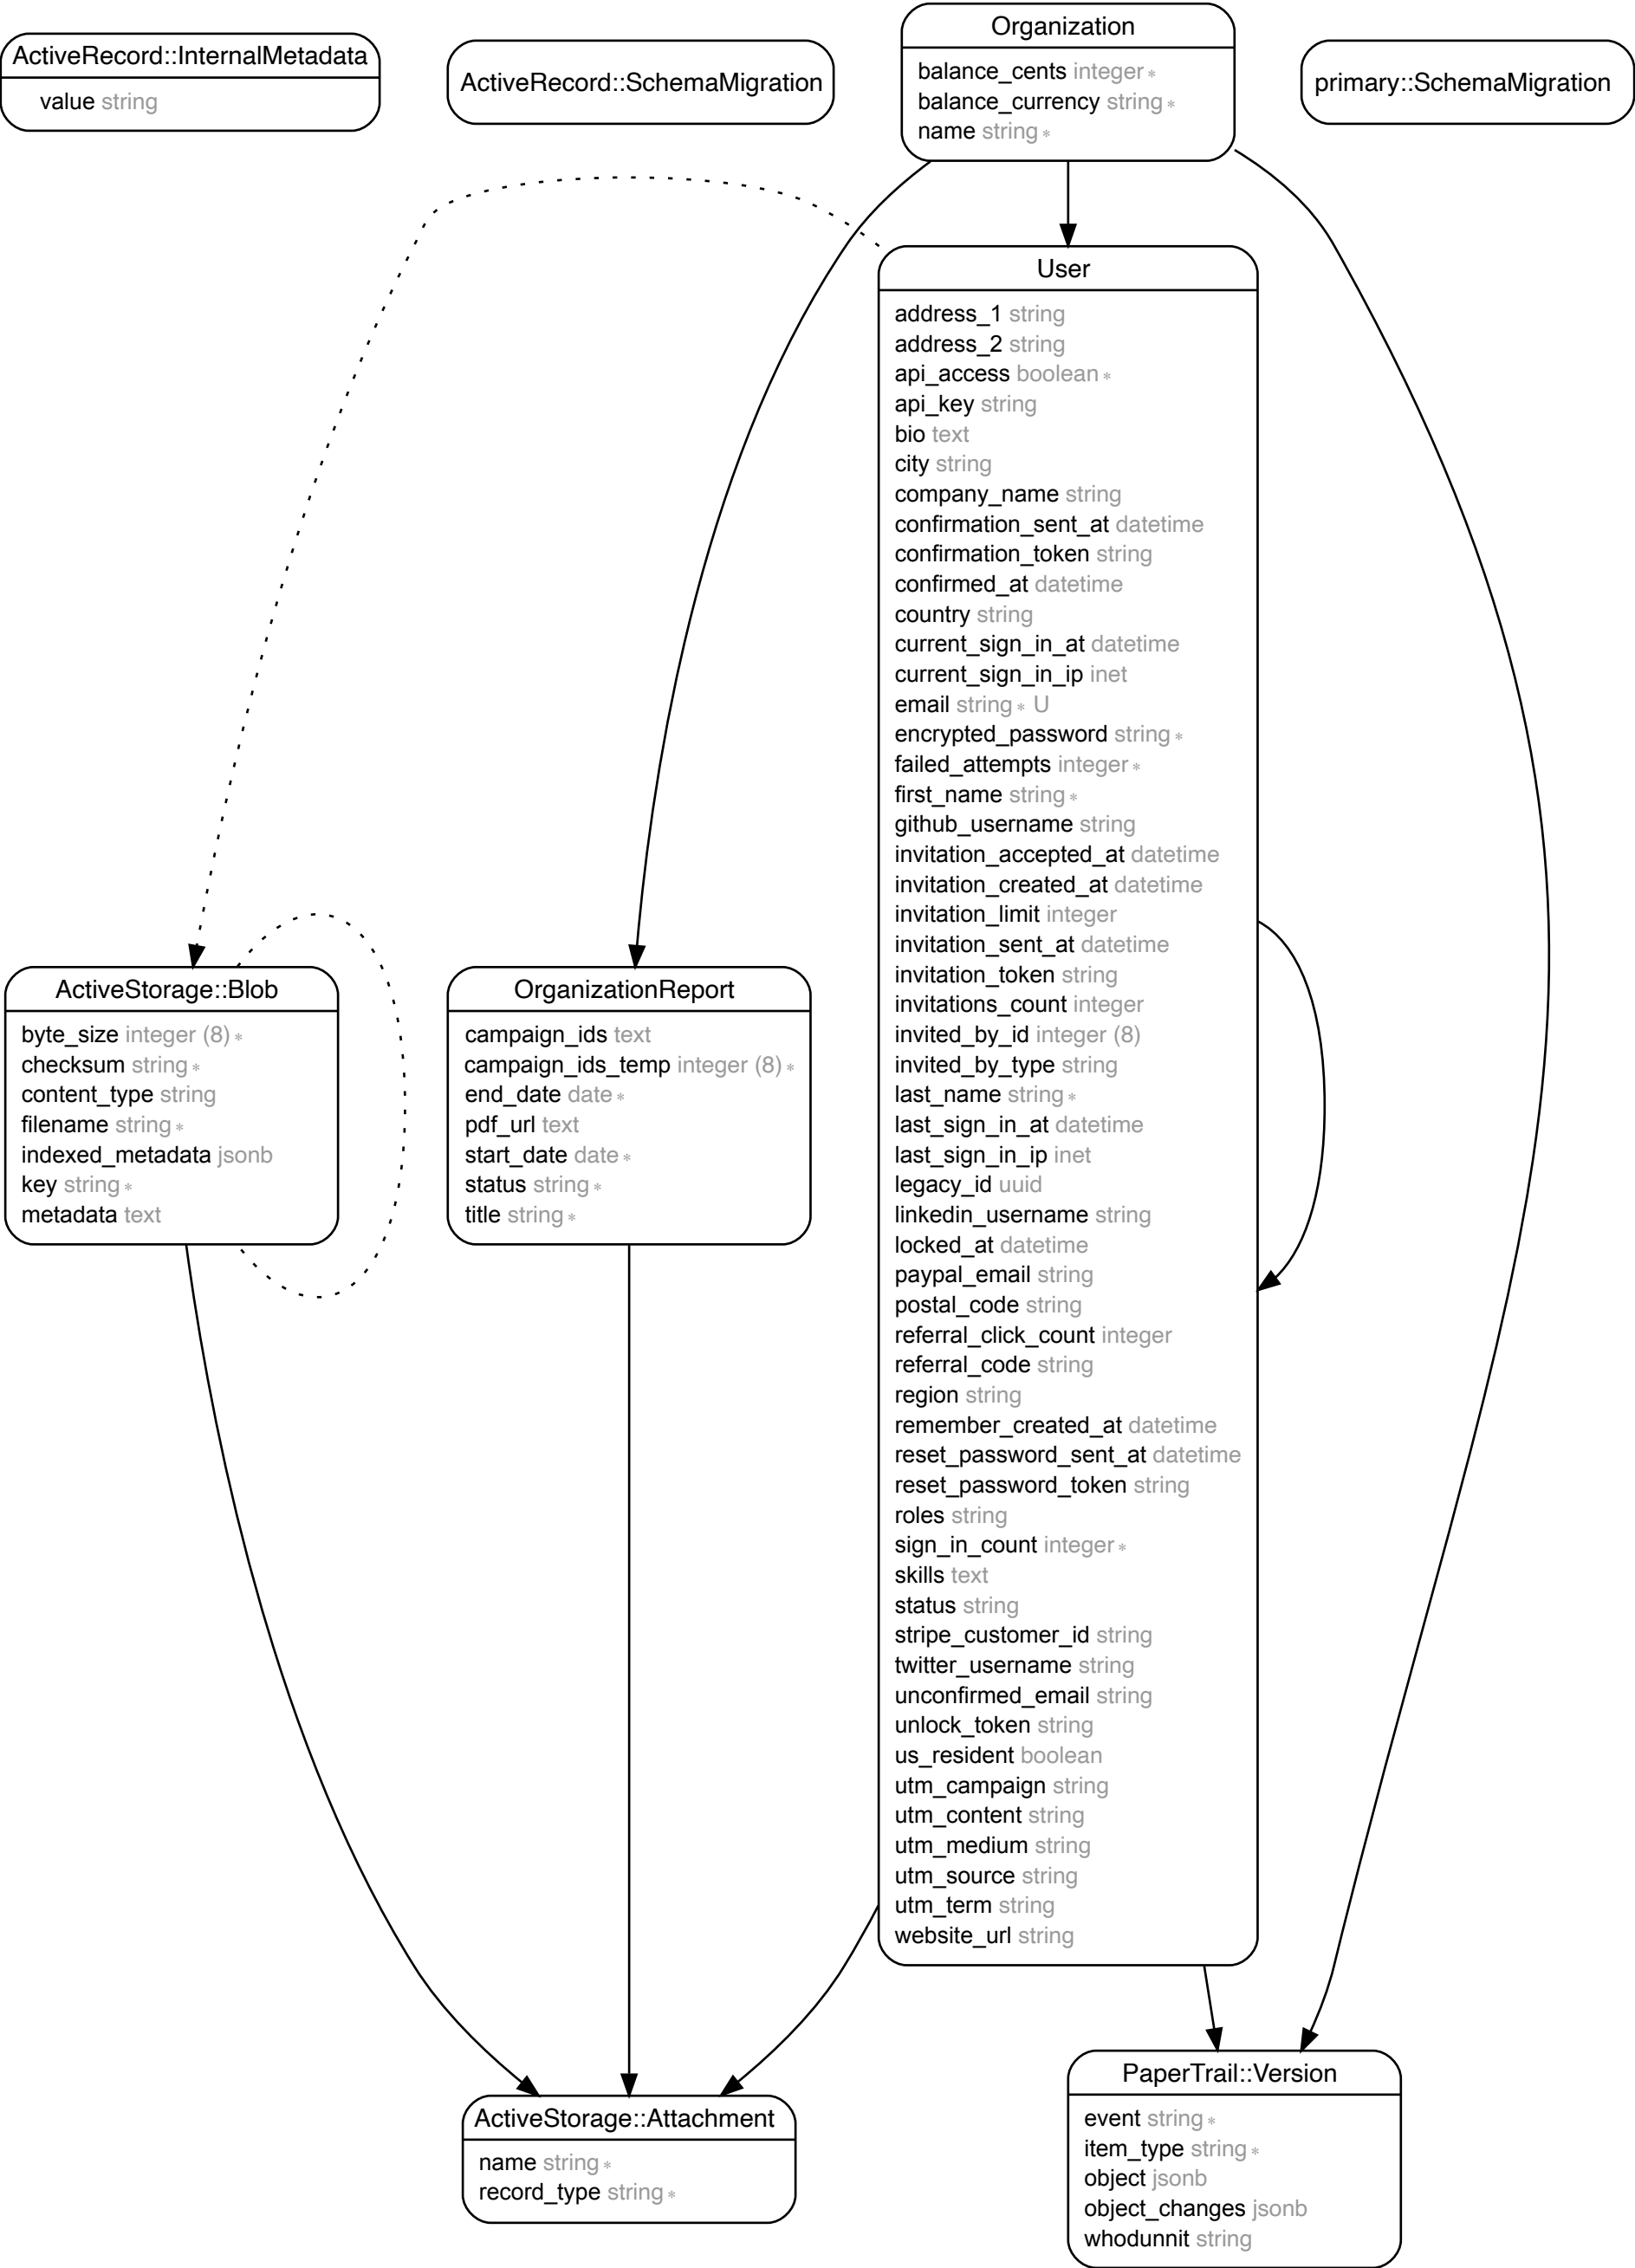 ActiveRecord::InternalMetadata
value string
ActiveRecord::SchemaMigration
Organization
balance_cents integer ∗
balance_currency string ∗
name string ∗
primary::SchemaMigration
User
address_1 string
address_2 string
api_access boolean ∗
api_key string
bio text
city string
company_name string
confirmation_sent_at datetime
confirmation_token string
confirmed_at datetime
country string
current_sign_in_at datetime
current_sign_in_ip inet
email string ∗ U
encrypted_password string ∗
failed_attempts integer ∗
first_name string ∗
github_username string
invitation_accepted_at datetime
invitation_created_at datetime
invitation_limit integer
invitation_sent_at datetime
invitation_token string
invitations_count integer
invited_by_id integer (8)
invited_by_type string
last_name string ∗
last_sign_in_at datetime
last_sign_in_ip inet
legacy_id uuid
linkedin_username string
locked_at datetime
paypal_email string
postal_code string
referral_click_count integer
referral_code string
region string
remember_created_at datetime
reset_password_sent_at datetime
reset_password_token string
roles string
sign_in_count integer ∗
skills text
status string
stripe_customer_id string
twitter_username string
unconfirmed_email string
unlock_token string
us_resident boolean
utm_campaign string
utm_content string
utm_medium string
utm_source string
utm_term string
website_url string
ActiveStorage::Blob
byte_size integer (8) ∗
checksum string ∗
content_type string
filename string ∗
indexed_metadata jsonb
key string ∗
metadata text
OrganizationReport
campaign_ids text
campaign_ids_temp integer (8) ∗
end_date date ∗
pdf_url text
start_date date ∗
status string ∗
title string ∗
ActiveStorage::Attachment
name string ∗
record_type string ∗
PaperTrail::Version
event string ∗
item_type string ∗
object jsonb
object_changes jsonb
whodunnit string